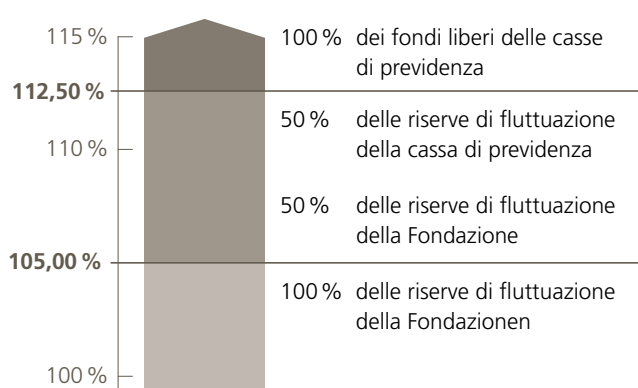 115 %
100 % dei fondi liberi delle casse
di previdenza
112,50 %
50 % delle riserve di fluttuazione
della cassa di previdenza
110 %
50 % delle riserve di fluttuazione
della Fondazione
105,00 %
100 % delle riserve di fluttuazione
della Fondazionen
100 %